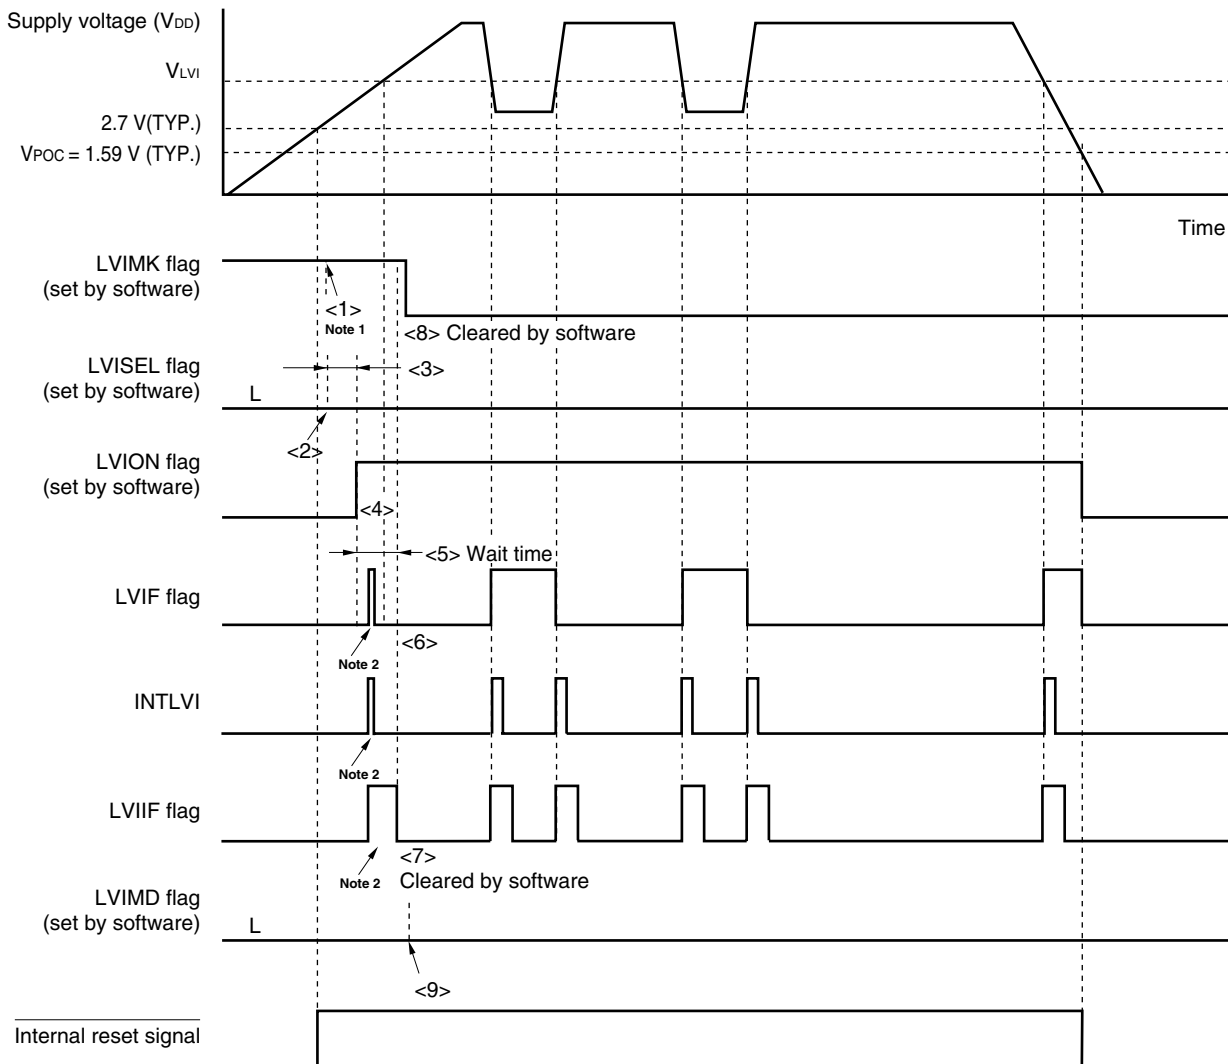 Supply voltage (VDD)
VLVI
2.7 V(TYP.)
VPOC = 1.59 V (TYP.)
Time
LVIMK flag
(set by software)
<1>
Note 1
<8> Cleared by software
LVISEL flag
(set by software)
L
<3>
<2>
LVION flag
(set by software)
<4>
<5> Wait time
LVIF flag
<6>
Note 2
INTLVI
Note 2
LVIIF flag
<7>
Note 2
Cleared by software
LVIMD flag
(set by software)
L
<9>
Internal reset signal